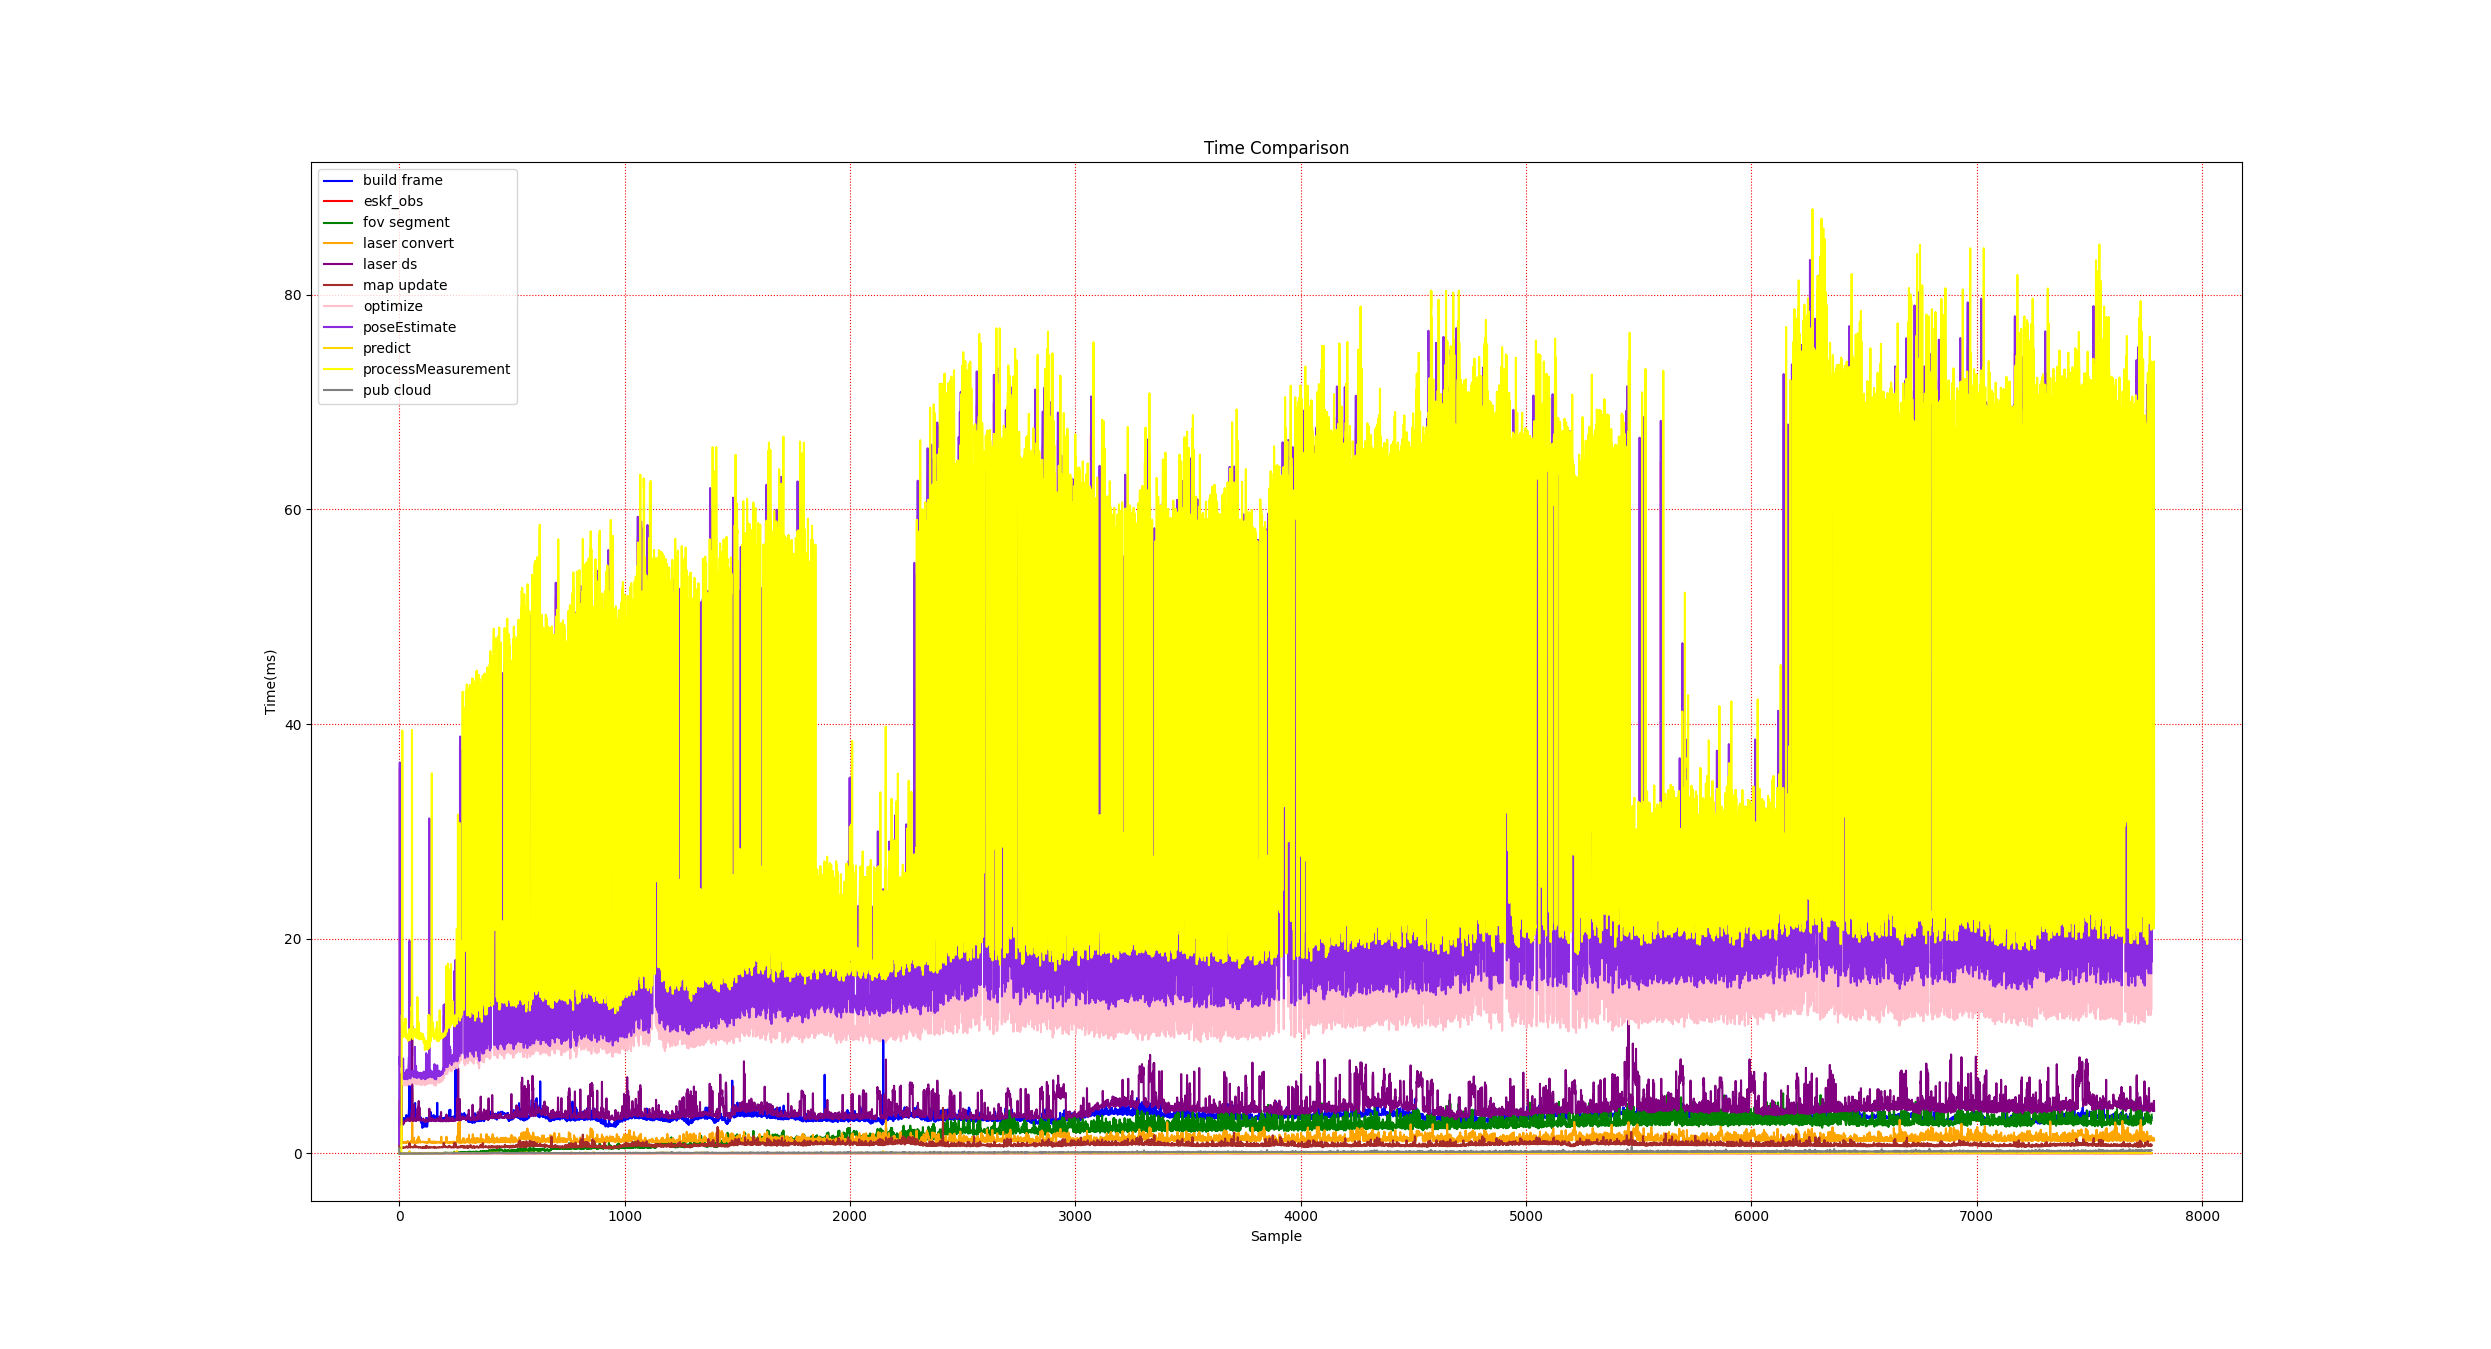 Time Comparison
build frame
eskf_obs
fov segment
laser convert
laser ds
map update
optimize
poseEstimate
predict
processMeasurement
pub cloud
80
60
40
20
0
Time(ms)
0 1000 2000 3000 4000 5000 6000 7000 8000
Sample